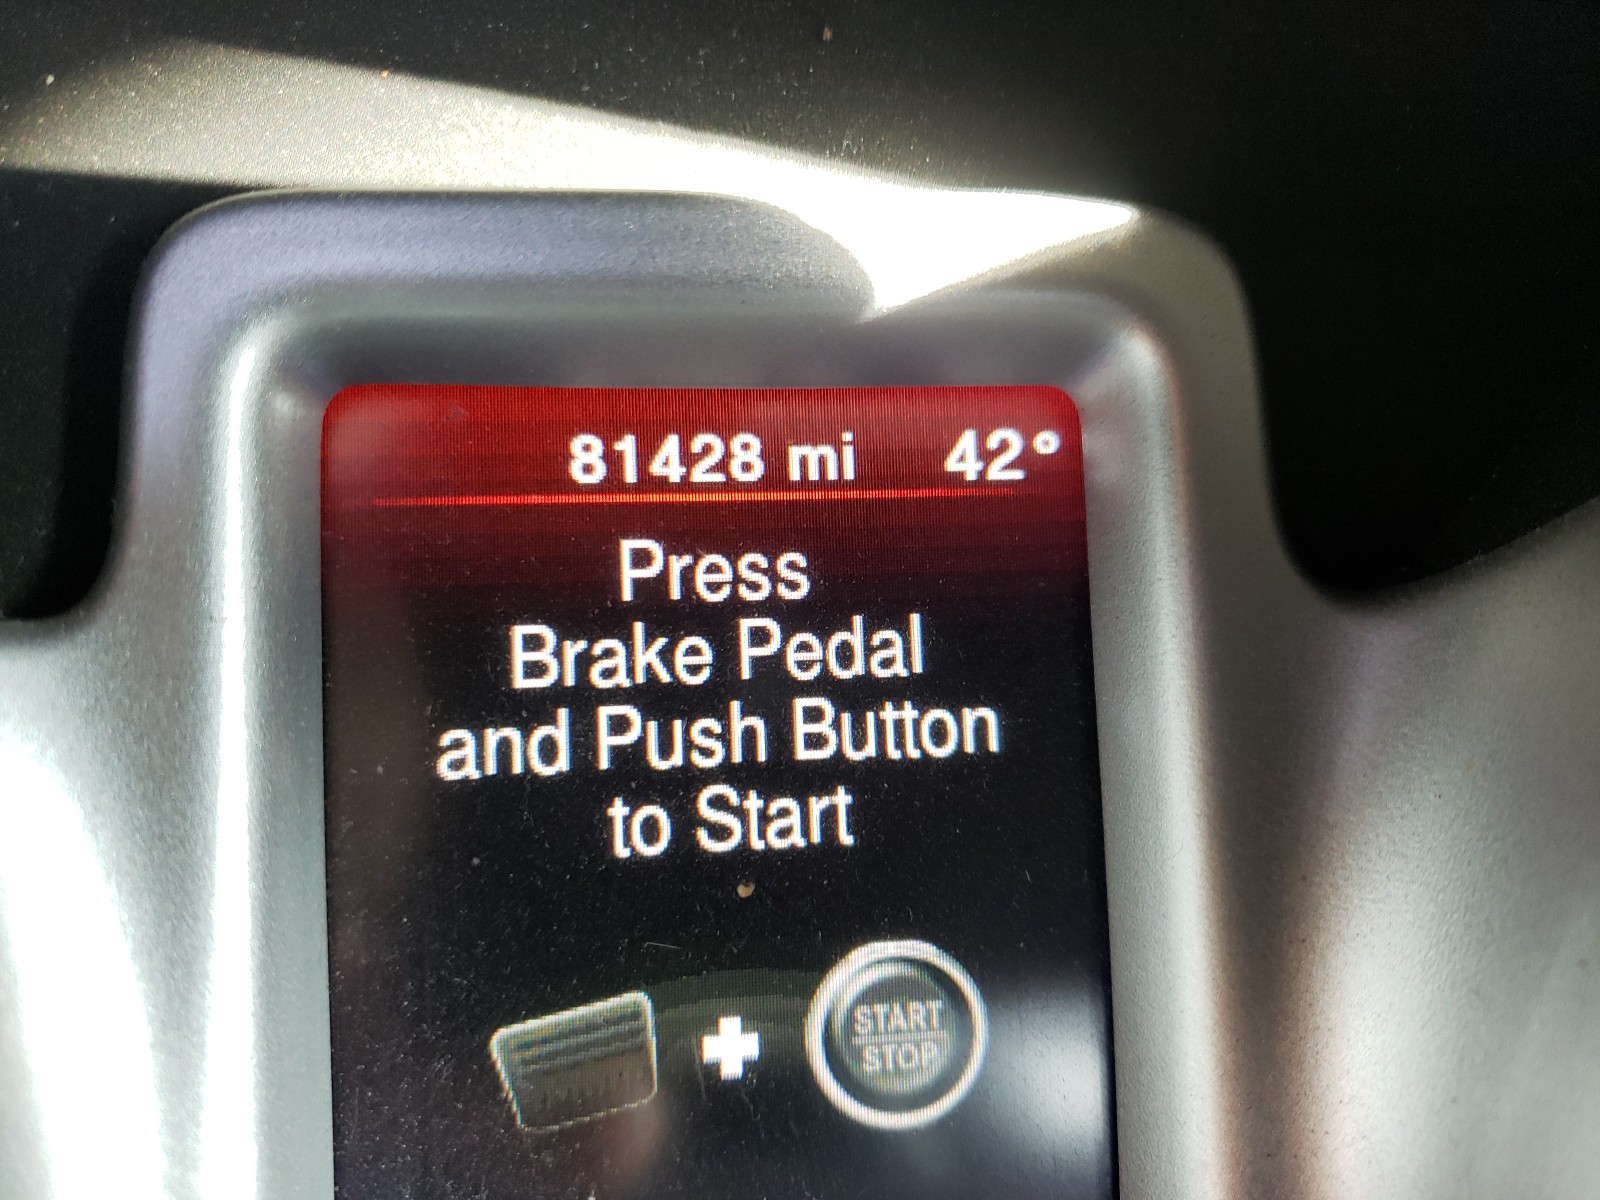 81428 mi 42°
Press
Brake Pedal
and Push Button
to Start
START
STOP